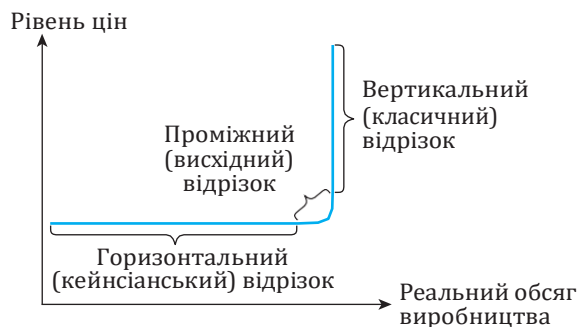 Рівень цін
Вертикальний
(класичний)
відрізок
Проміжний
(висхідний)
відрізок
Горизонтальний
(кейнсіанський) відрізок
Реальний обсяг
виробництва